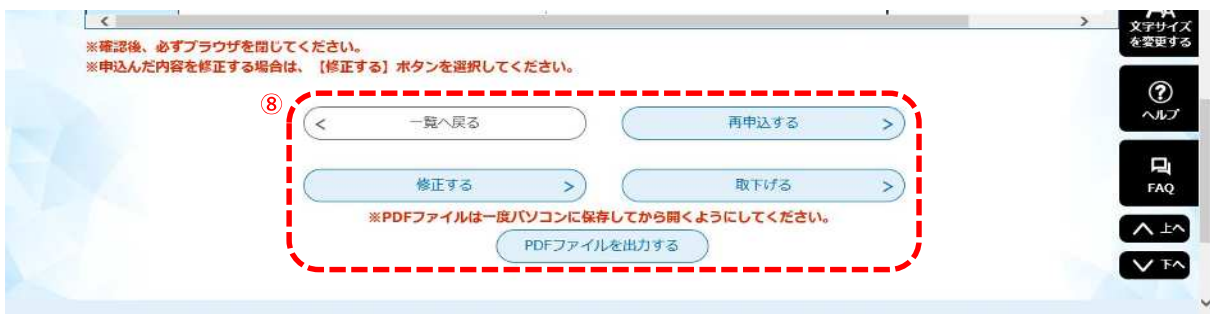 ※確認後、必ずブラウザを閉じてください。
※申込んだ内容を修正する場合は、【修正する】ボタンを選択してください。
⑧
< 一覧へ戻る
再申込する >
修正する >
取下げる >
※PDFファイルは一度パソコンに保存してから開くようにしてください。
PDFファイルを出力する
文字サイズ
を変更する
ヘルプ
FAQ
上へ
下へ